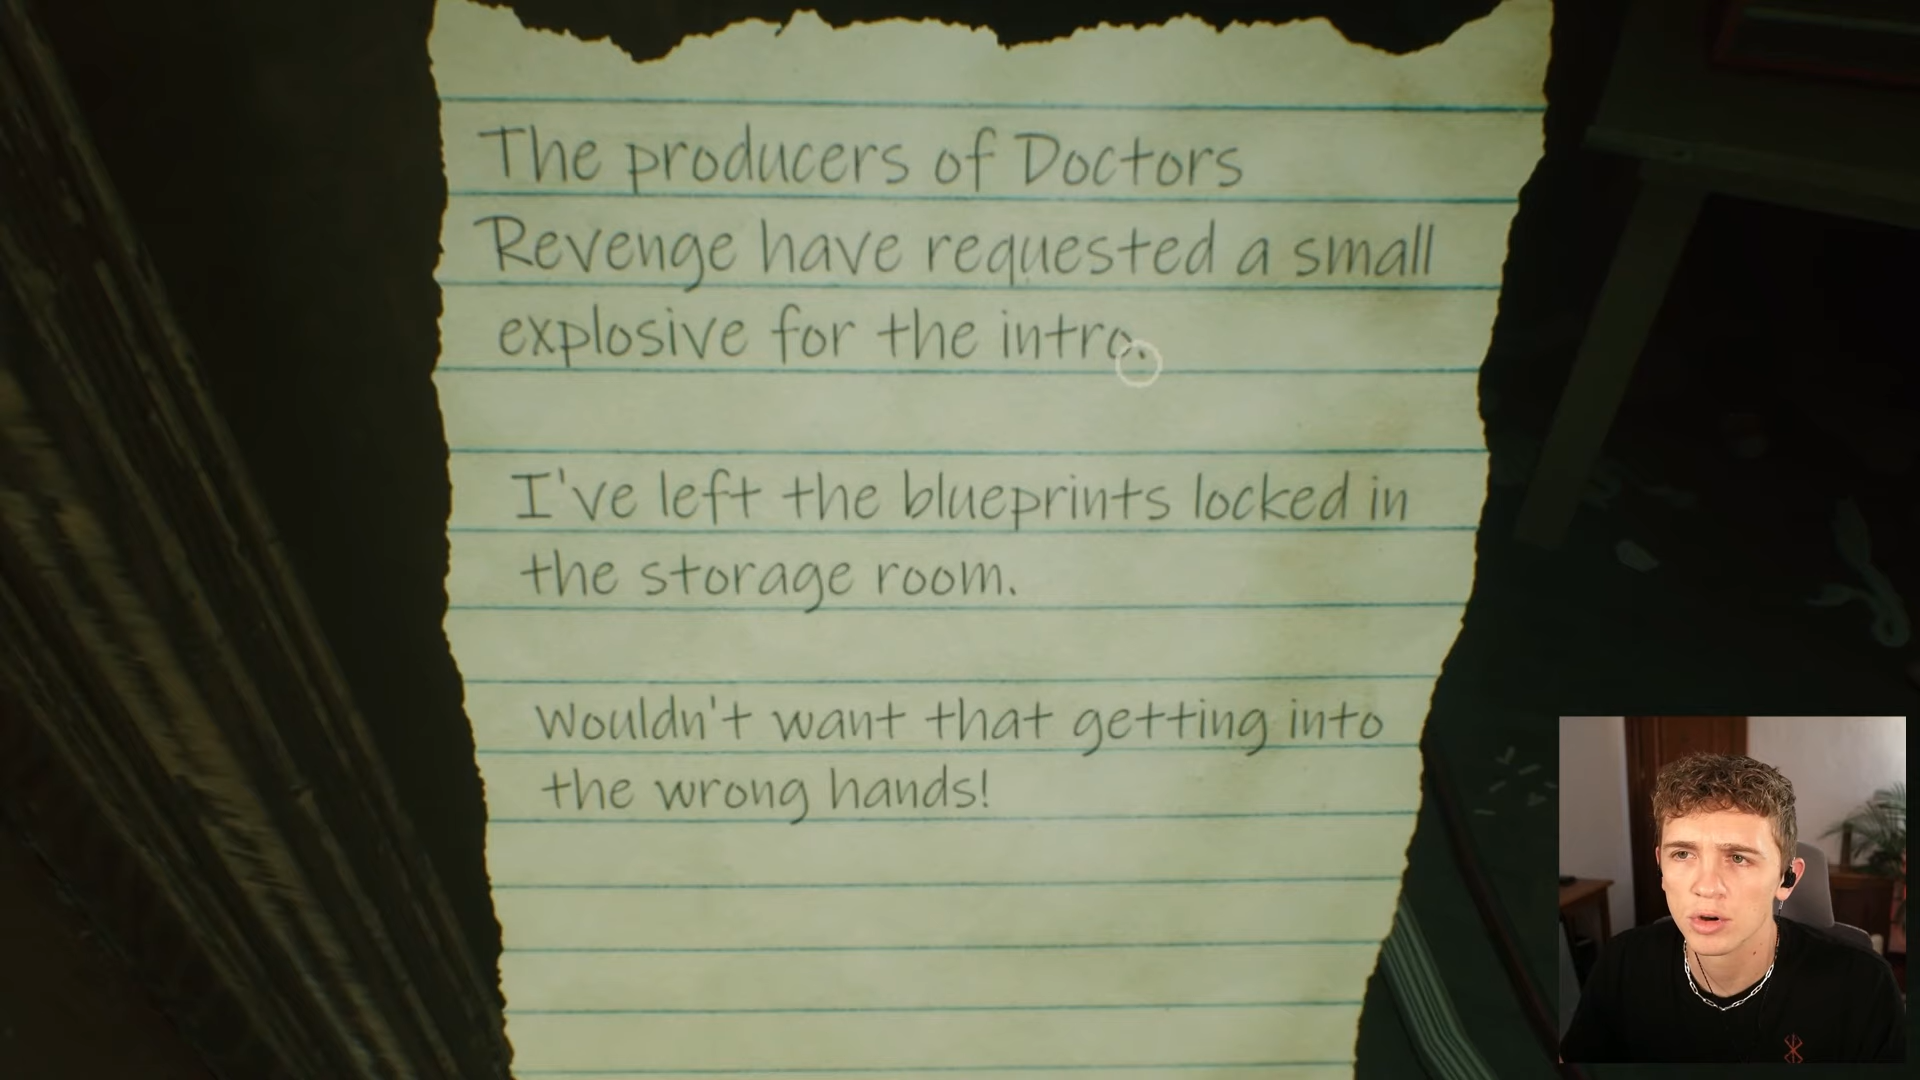 The producers of Doctors
Revenge have requested a small
explosive for the intro.
I've left the blueprints locked in
the storage room.
Wouldn't want that getting into
the wrong hands!